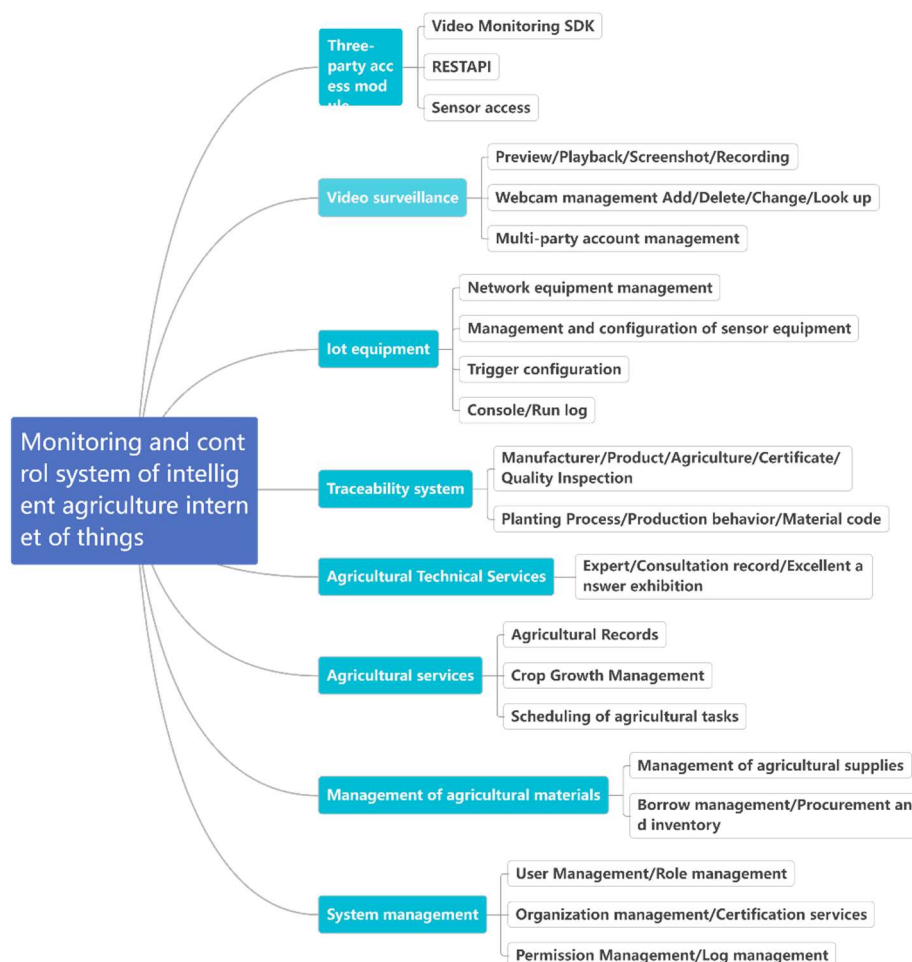 Three-
party acc
ess mod
ule
Video Monitoring SDK
RESTAPI
Sensor access
Video surveillance
Preview/Playback/Screenshot/Recording
Webcam management Add/Delete/Change/Look up
Multi-party account management
Iot equipment
Network equipment management
Management and configuration of sensor equipment
Trigger configuration
Console/Run log
Monitoring and cont
rol system of intellig
ent agriculture intern
et of things
Traceability system
Manufacturer/Product/Agriculture/Certificate/
Quality Inspection
Planting Process/Production behavior/Material code
Agricultural Technical Services
Expert/Consultation record/Excellent a
nswer exhibition
Agricultural services
Agricultural Records
Crop Growth Management
Scheduling of agricultural tasks
Management of agricultural materials
Management of agricultural supplies
Borrow management/Procurement an
d inventory
System management
User Management/Role management
Organization management/Certification services
Permission Management/Log management